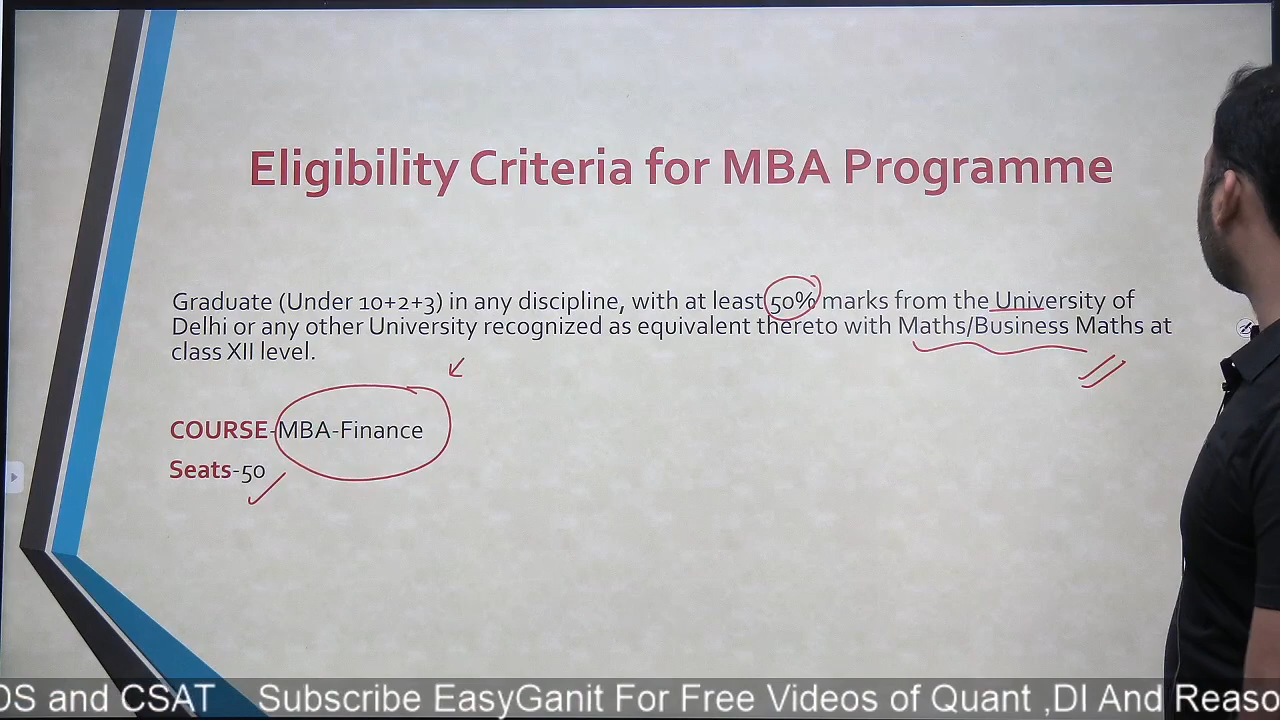 Eligibility Criteria for MBA Programme
Graduate (Under 10+2+3) in any discipline, with at least 50% marks from the University of
Delhi or any other University recognized as equivalent thereto with Maths/Business Maths at
class XII level.
COURSE-MBA-Finance
Seats-50
OS and CSAT Subscribe EasyGanit For Free Videos of Quant ,DI And Reaso